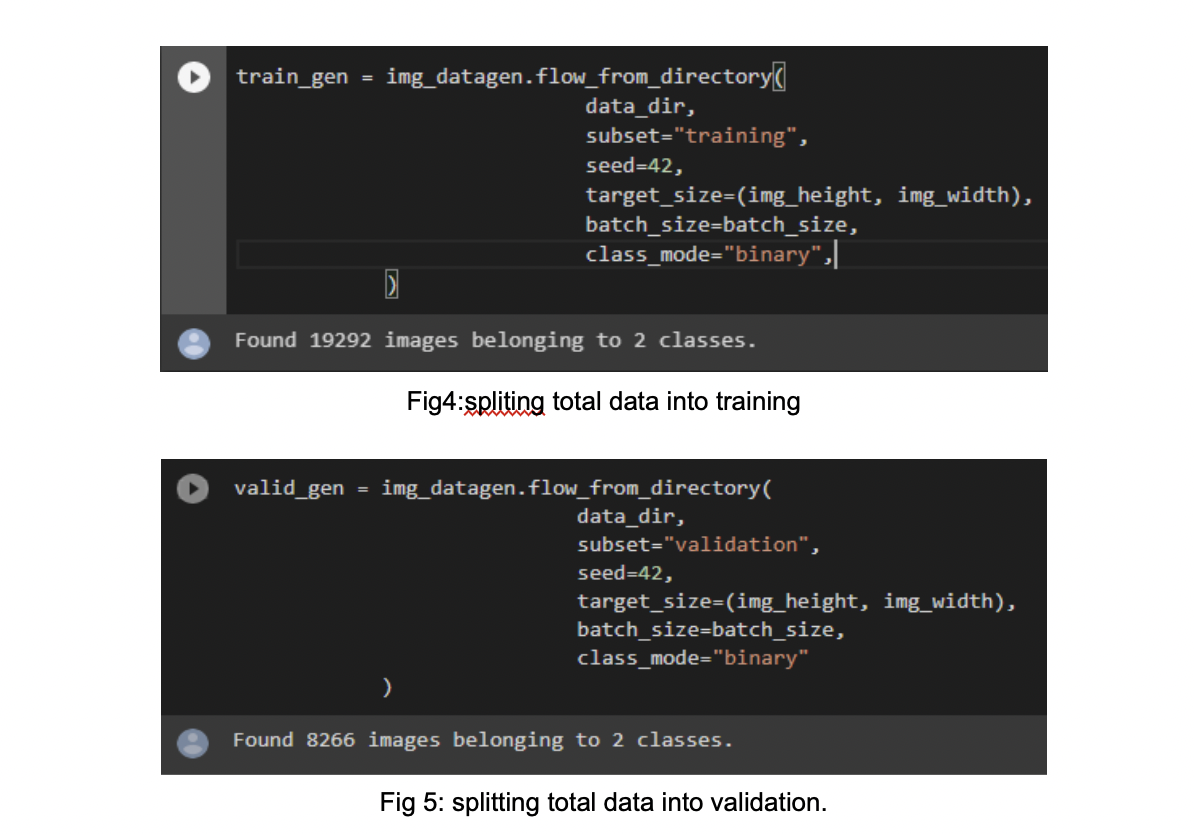 train_gen = img_datagen.flow_from_directory(
data_dir,
subset="training",
seed=42,
target_size=(img_height, img_width),
batch_size=batch_size,
class_mode="binary",
)
Found 19292 images belonging to 2 classes.
Fig4:spliting total data into training
valid_gen = img_datagen.flow_from_directory(
data_dir,
subset="validation",
seed=42,
target_size=(img_height, img_width),
batch_size=batch_size,
class_mode="binary"
)
Found 8266 images belonging to 2 classes.
Fig 5: splitting total data into validation.